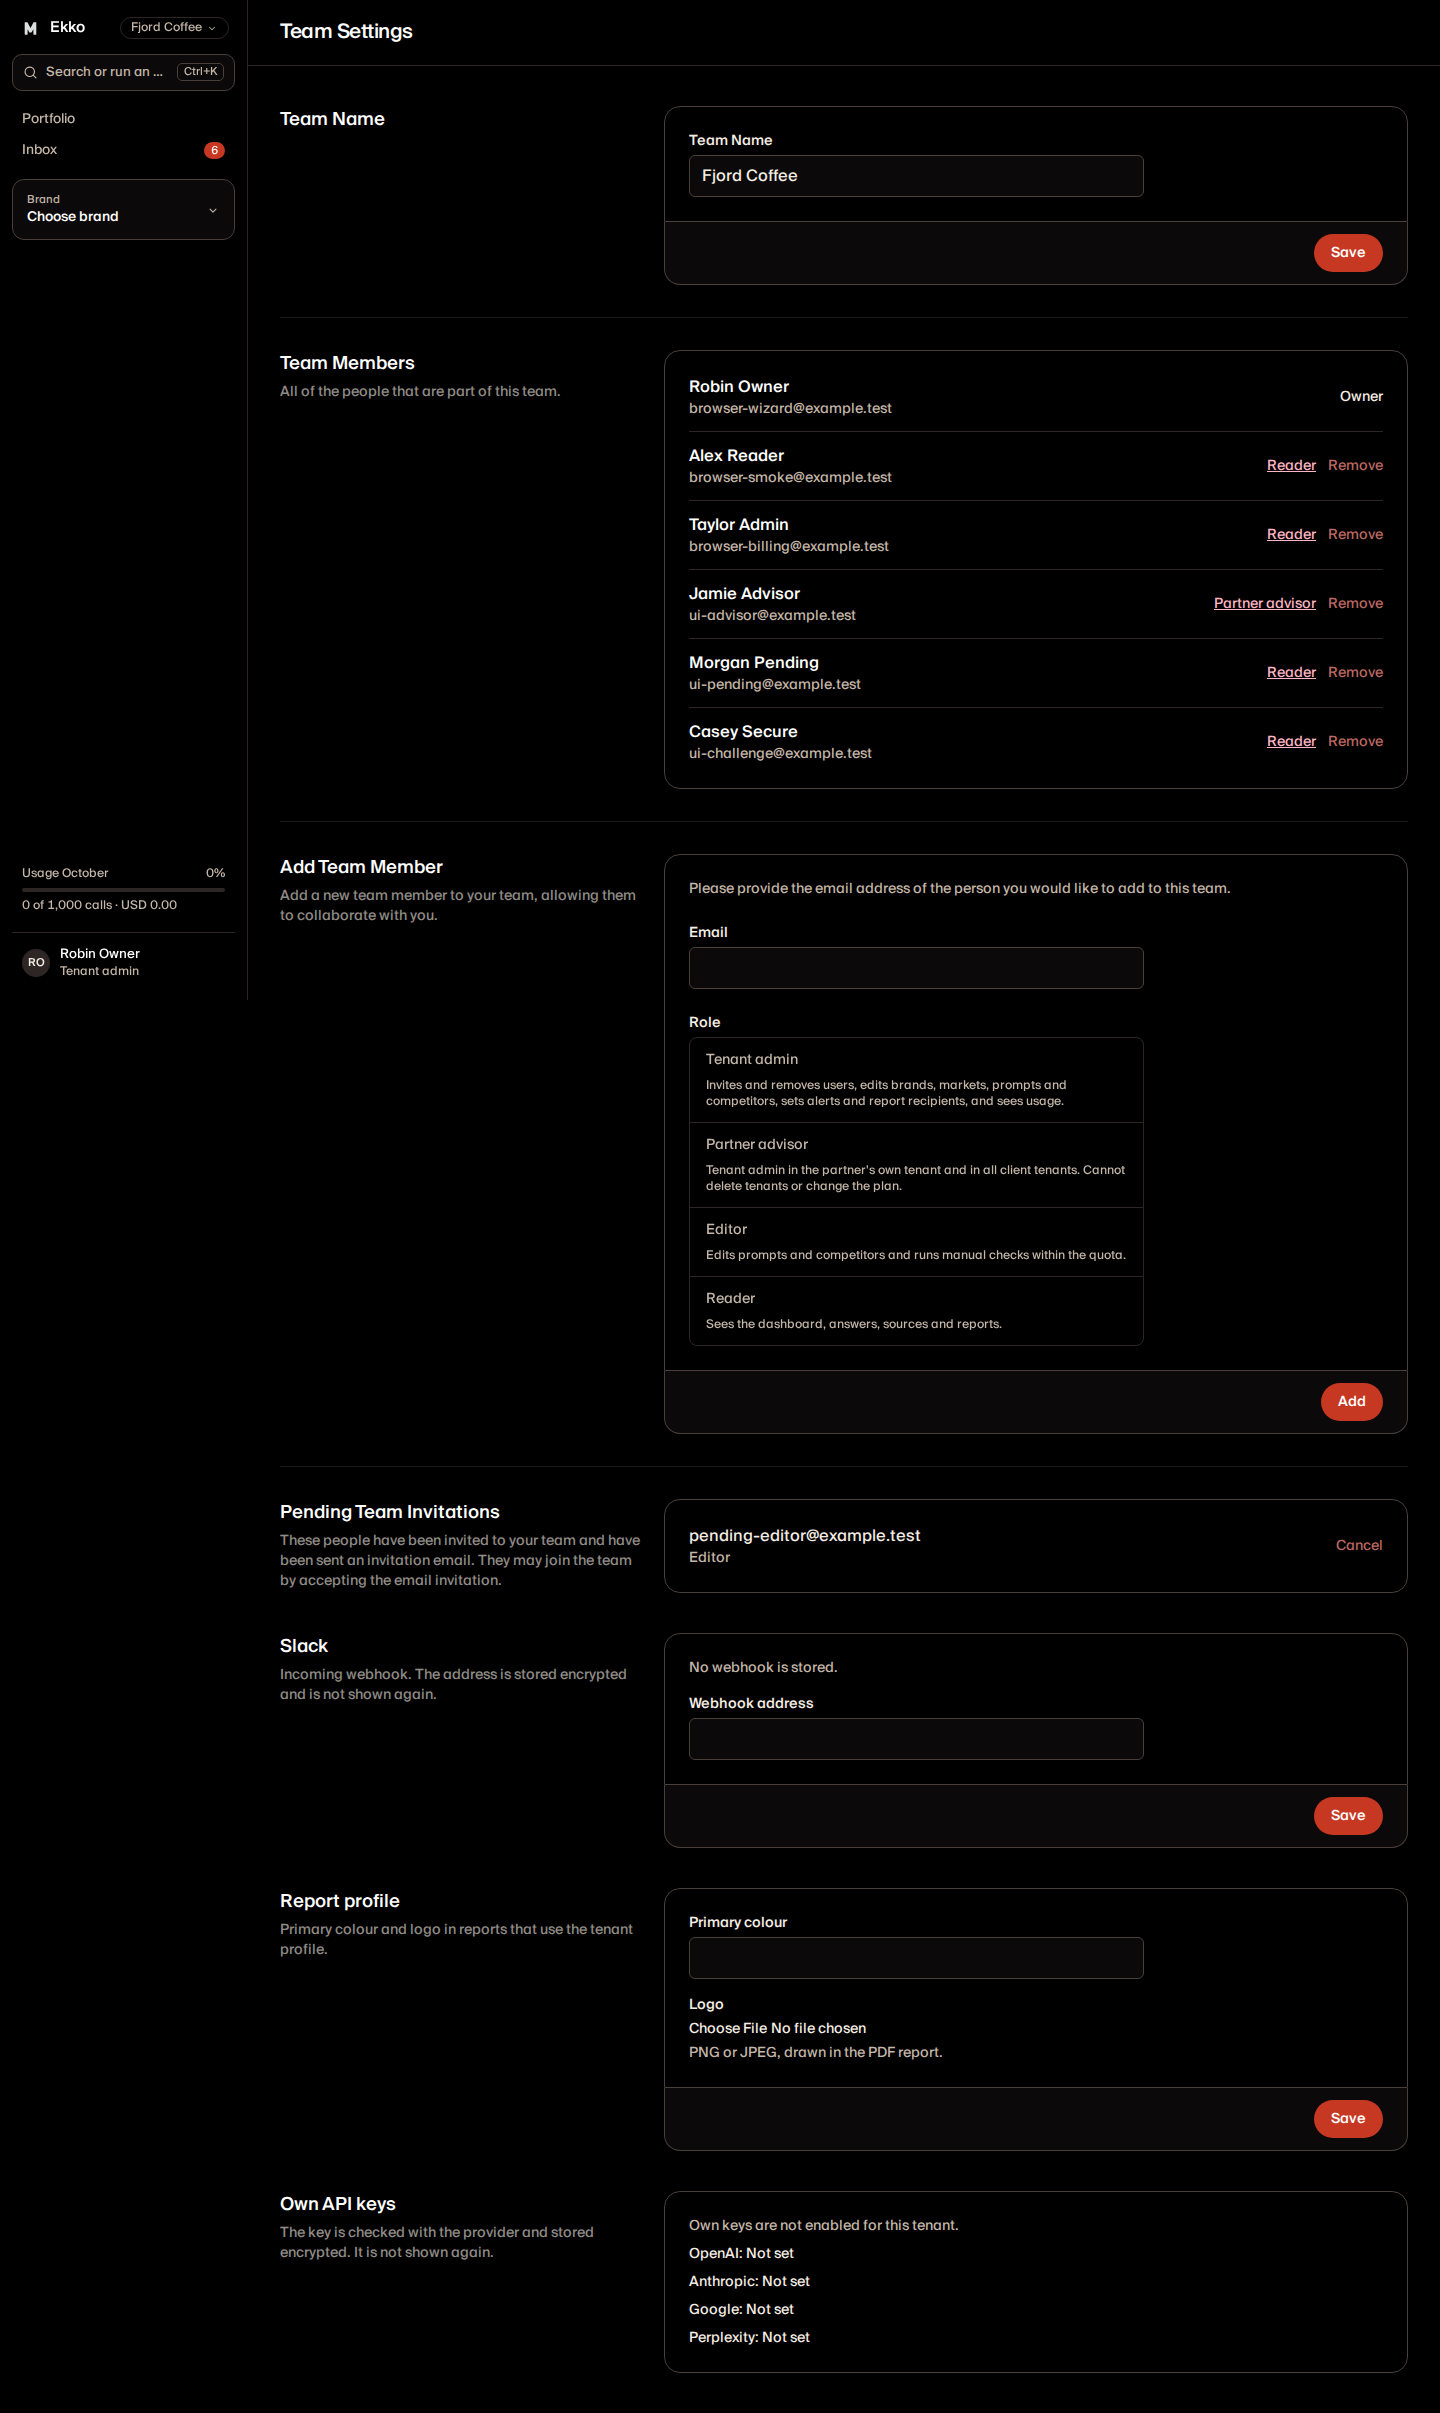 Ekko
Fjord Coffee
Search or run an ...
Ctrl+K
Portfolio
Inbox
6
Brand
Choose brand
Usage October
0%
0 of 1,000 calls · USD 0.00
RO
Robin Owner
Tenant admin
Team Settings
Team Name
Team Name
Fjord Coffee
Save
Team Members
All of the people that are part of this team.
Robin Owner
browser-wizard@example.test
Owner
Alex Reader
browser-smoke@example.test
Reader Remove
Taylor Admin
browser-billing@example.test
Reader Remove
Jamie Advisor
ui-advisor@example.test
Partner advisor Remove
Morgan Pending
ui-pending@example.test
Reader Remove
Casey Secure
ui-challenge@example.test
Reader Remove
Add Team Member
Add a new team member to your team, allowing them
to collaborate with you.
Please provide the email address of the person you would like to add to this team.
Email
Role
Tenant admin
Invites and removes users, edits brands, markets, prompts and
competitors, sets alerts and report recipients, and sees usage.
Partner advisor
Tenant admin in the partner's own tenant and in all client tenants. Cannot
delete tenants or change the plan.
Editor
Edits prompts and competitors and runs manual checks within the quota.
Reader
Sees the dashboard, answers, sources and reports.
Add
Pending Team Invitations
These people have been invited to your team and have
been sent an invitation email. They may join the team
by accepting the email invitation.
pending-editor@example.test
Editor
Cancel
Slack
Incoming webhook. The address is stored encrypted
and is not shown again.
No webhook is stored.
Webhook address
Save
Report profile
Primary colour and logo in reports that use the tenant
profile.
Primary colour
Logo
Choose File No file chosen
PNG or JPEG, drawn in the PDF report.
Save
Own API keys
The key is checked with the provider and stored
encrypted. It is not shown again.
Own keys are not enabled for this tenant.
OpenAI: Not set
Anthropic: Not set
Google: Not set
Perplexity: Not set